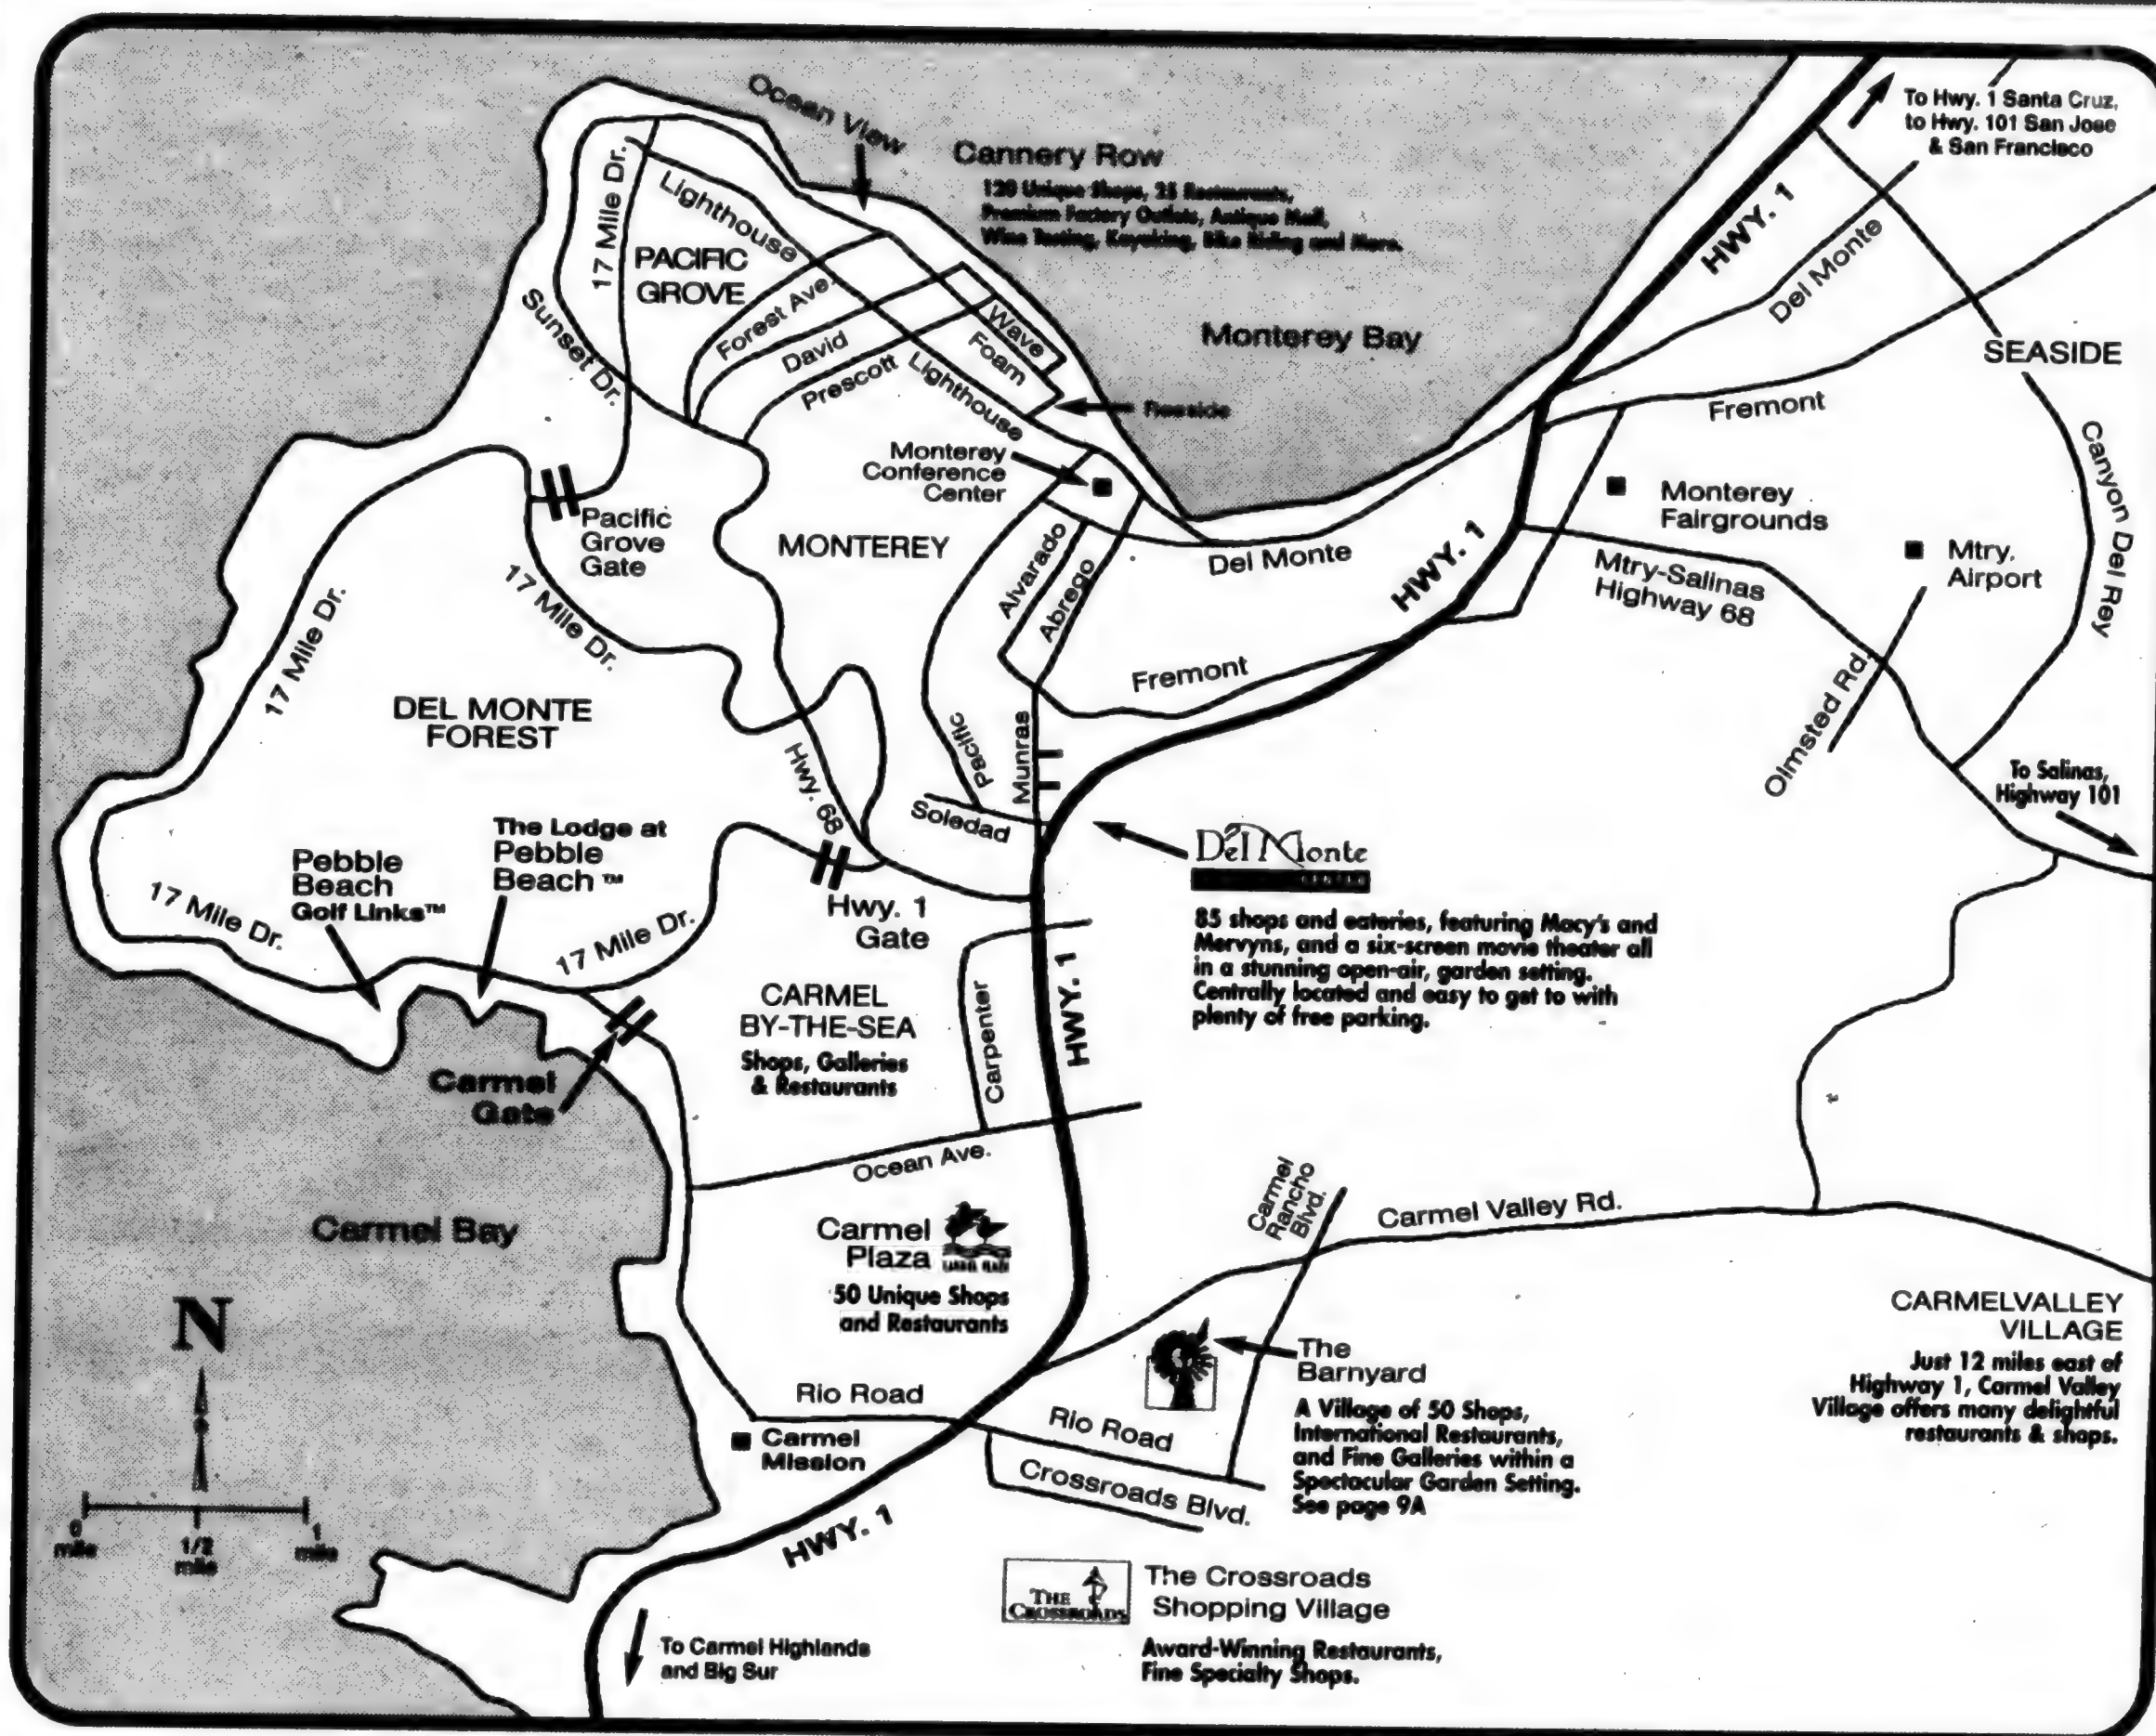 Ocean View
Cannery Row
120 Unique Shops, 25 Restaurants,
Premium Factory Outlets, Antique Mall,
Wine Tasting, Kayaking, Bike Riding and More.
To Hwy. 1 Santa Cruz,
to Hwy. 101 San Jose
& San Francisco
HWY. 1
Del Monte
17 Mile Dr.
Lighthouse
PACIFIC
GROVE
Forest Ave.
David
Prescott
Wave
Foam
Lighthouse
Sunset Dr.
Monterey Bay
SEASIDE
Fremont
Canyon Del Rey
Monterey
Conference
Center
Monterey
Fairgrounds
Mtry.
Airport
Pacific
Grove
Gate
MONTEREY
Alvarado
Abrego
Del Monte
HWY. 1
Mtry-Salinas
Highway 68
17 Mile Dr.
17 Mile Dr.
Fremont
Olmsted Rd.
DEL MONTE
FOREST
Hwy. 68
Pacific
Munras
Soledad
To Salinas,
Highway 101
The Lodge at
Pebble
Beach™
Pebble
Beach
Golf Links™
17 Mile Dr.
17 Mile Dr.
Hwy. 1
Gate
Del Monte
CENTER
85 shops and eateries, featuring Macy's and
Mervyns, and a six-screen movie theater all
in a stunning open-air, garden setting.
Centrally located and easy to get to with
plenty of free parking.
CARMEL
BY-THE-SEA
Shops, Galleries
& Restaurants
Carpenter
HWY. 1
Carmel
Gate
Ocean Ave.
Carmel Bay
Carmel
Plaza
50 Unique Shops
and Restaurants
Carmel
Rancho
Blvd.
Carmel Valley Rd.
CARMELVALLEY
VILLAGE
Just 12 miles east of
Highway 1, Carmel Valley
Village offers many delightful
restaurants & shops.
N
The
Barnyard
A Village of 50 Shops,
International Restaurants,
and Fine Galleries within a
Spectacular Garden Setting.
See page 9A
Rio Road
Rio Road
Carmel
Mission
Crossroads Blvd.
0
mile
1/2
mile
1
mile
HWY. 1
THE
CROSSROADS
The Crossroads
Shopping Village
Award-Winning Restaurants,
Fine Specialty Shops.
To Carmel Highlands
and Big Sur